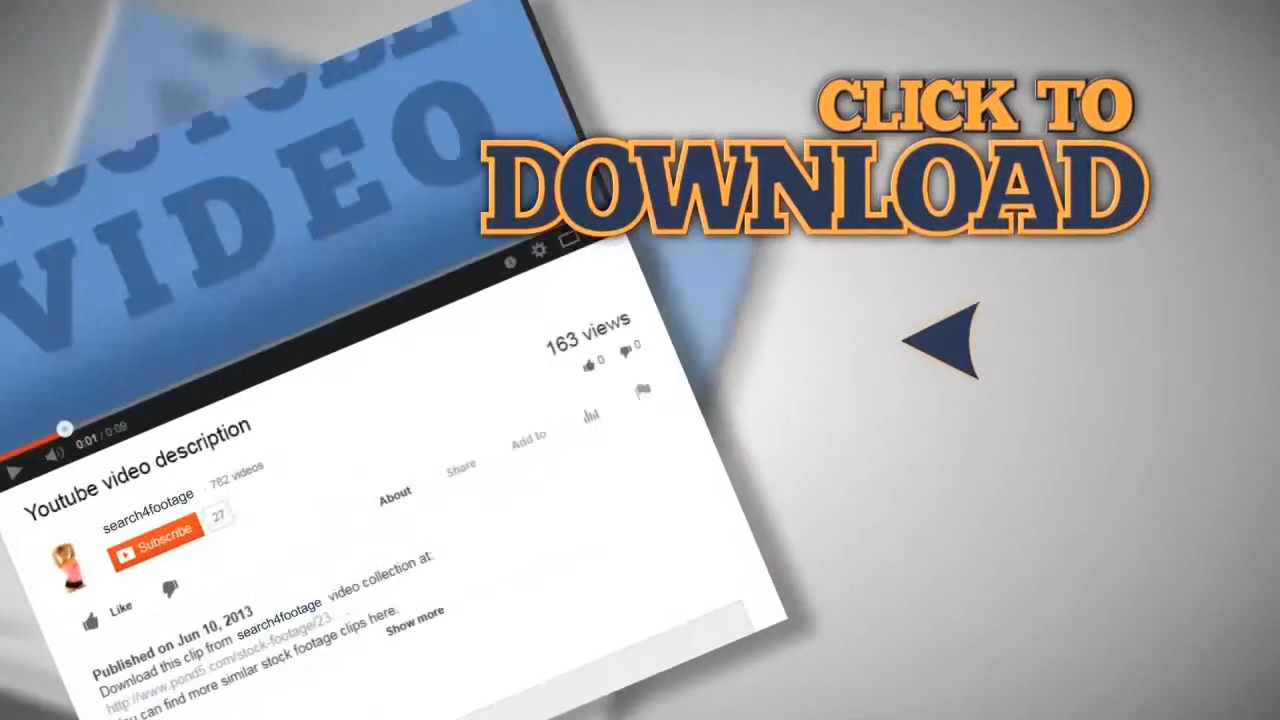 CLICK TO
DOWNLOAD
VIDEO
163 views
0 0
0:01 / 0:09
Youtube video description
search4footage · 782 videos
Subscribe 27
About Share Add to
Like
Published on Jun 10, 2013
Download this clip from search4footage video collection at:
http://www.pond5.com/stock-footage/23...
can find more similar stock footage clips here.
Show more